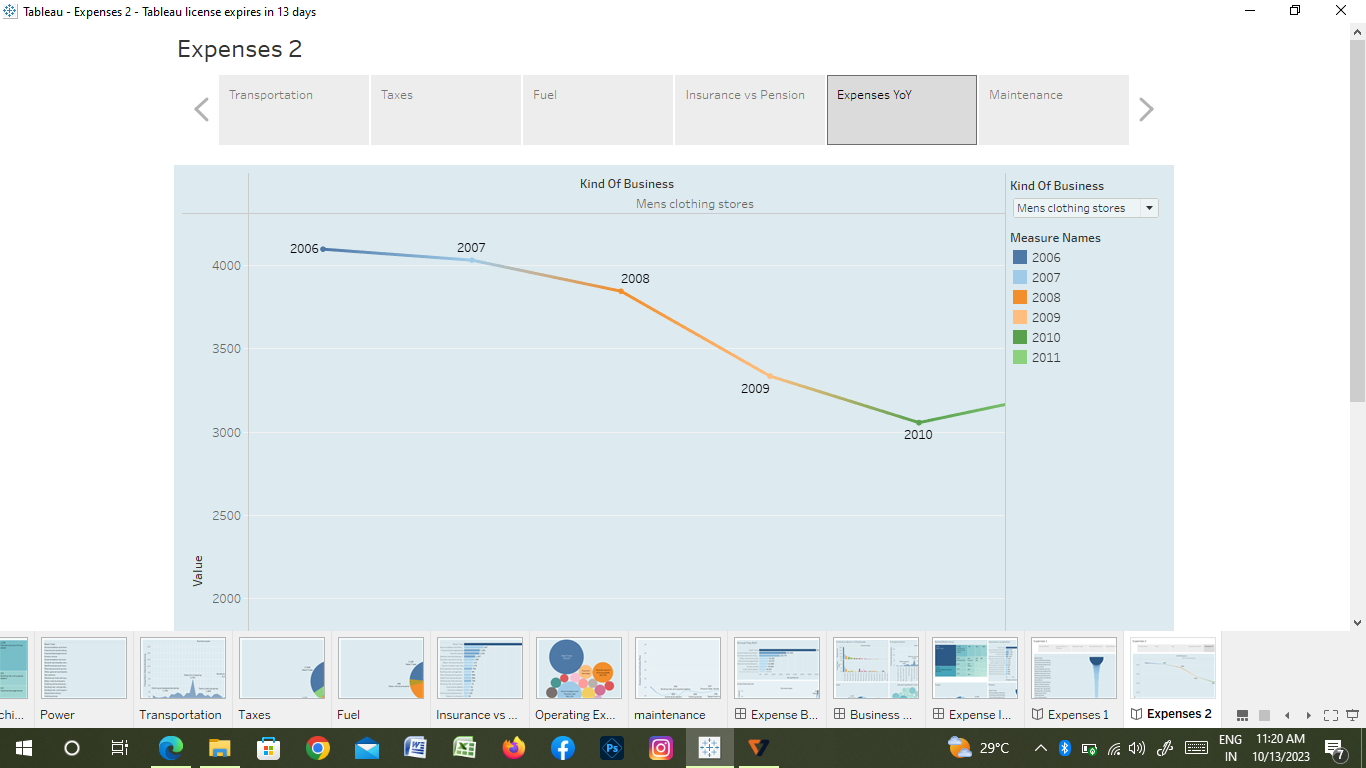 Tableau - Expenses 2 - Tableau license expires in 13 days
Expenses 2
Transportation
Taxes
Fuel
Insurance vs Pension
Expenses YoY
Maintenance
Kind Of Business
Mens clothing stores
2006
2007
2008
2009
2010
4000
3500
3000
2500
2000
Value
Kind Of Business
Mens clothing stores
Measure Names
2006
2007
2008
2009
2010
2011
chi...
Power
Transportation
Taxes
Fuel
Insurance vs ...
Operating Ex...
maintenance
Expense B...
Business ...
Expense I...
Expenses 1
Expenses 2
29°C
ENG
IN
11:20 AM
10/13/2023
7